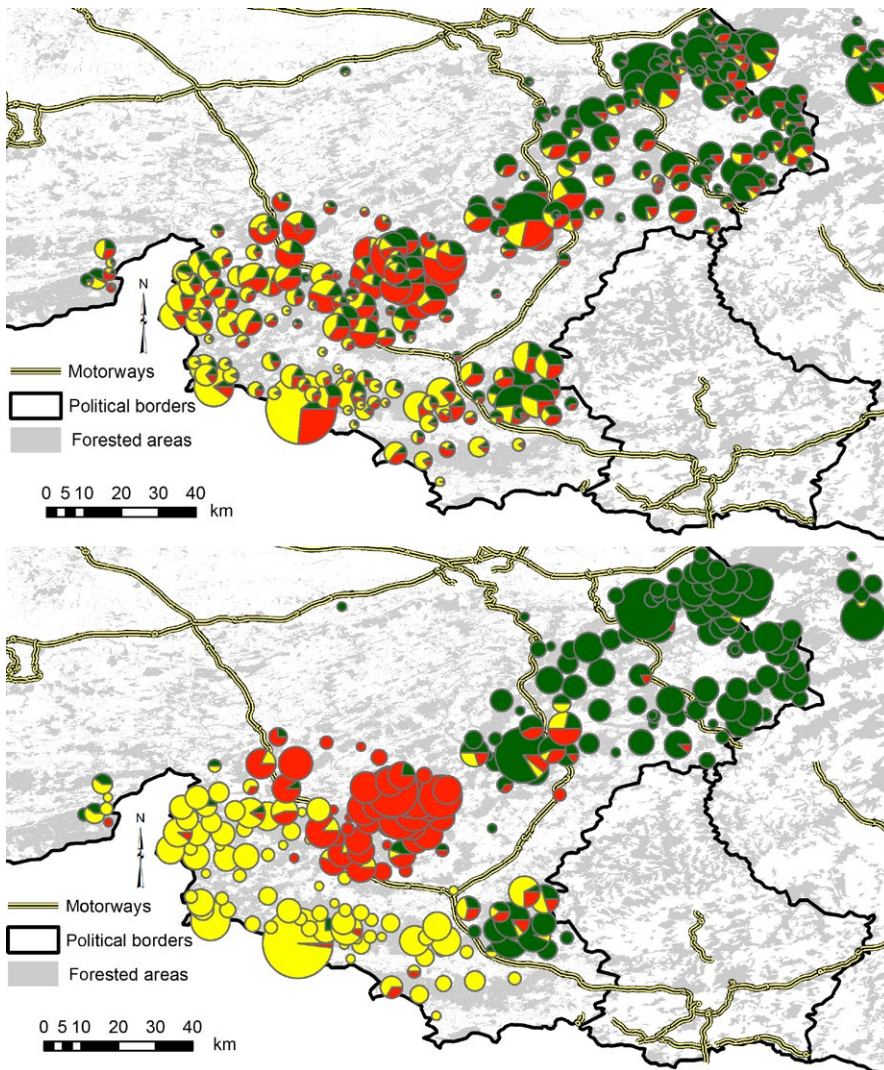 N
Motorways
Political borders
Forested areas
0 5 10 20 30 40
km
N
Motorways
Political borders
Forested areas
0 5 10 20 30 40
km